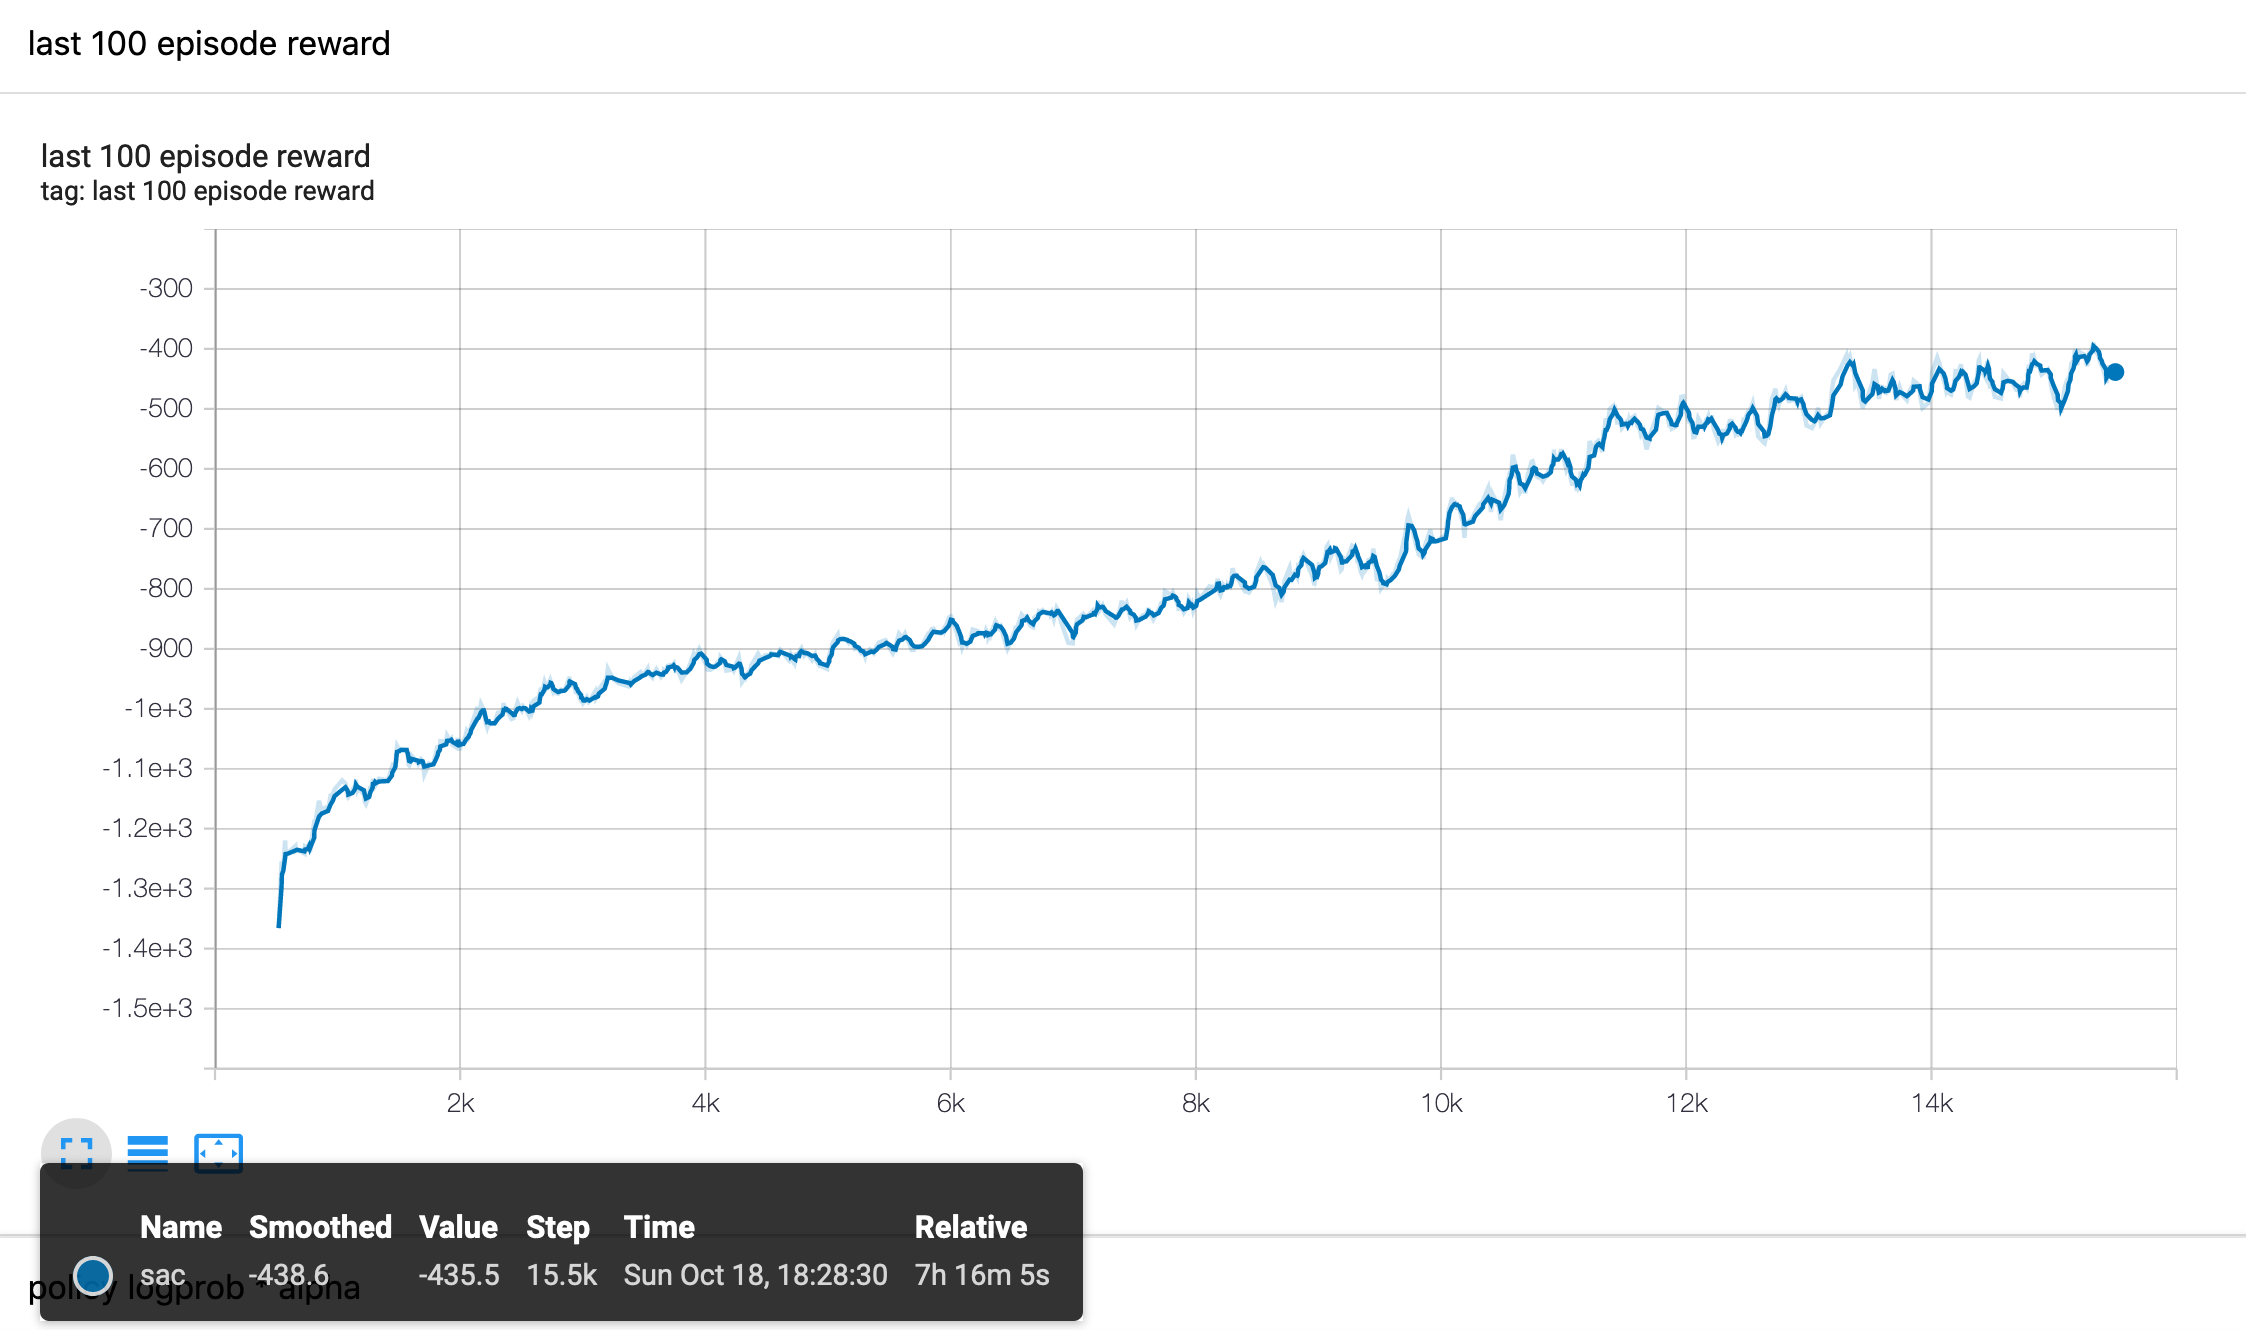 last 100 episode reward
last 100 episode reward
tag: last 100 episode reward
-300
-400
-500
-600
-700
-800
-900
-1e+3
-1.1e+3
-1.2e+3
-1.3e+3
-1.4e+3
-1.5e+3
2k 4k 6k 8k 10k 12k 14k
Name Smoothed Value Step Time Relative
sac -438.6 -435.5 15.5k Sun Oct 18, 18:28:30 7h 16m 5s
policy logprob * alpha